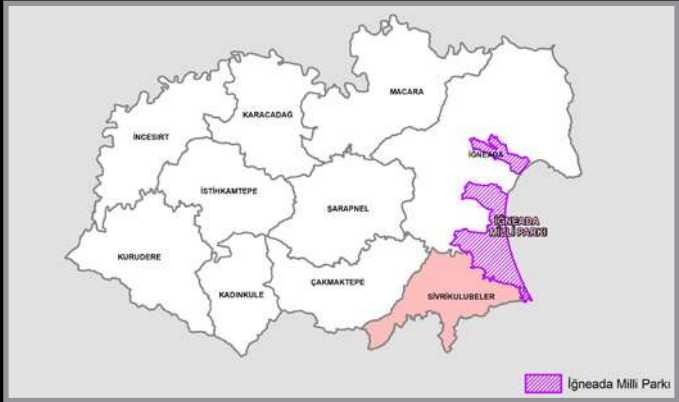 MACARA
KARACADAĞ
İNCESIRT
İĞNEADA
İSTİHKAMTEPE
ŞARAPNEL
İĞNEADA
MİLLİ PARKI
KURUDERE
ÇAKMAKTEPE
KADINKULE
SİVRİKULUBELER
İğneada Milli Parkı